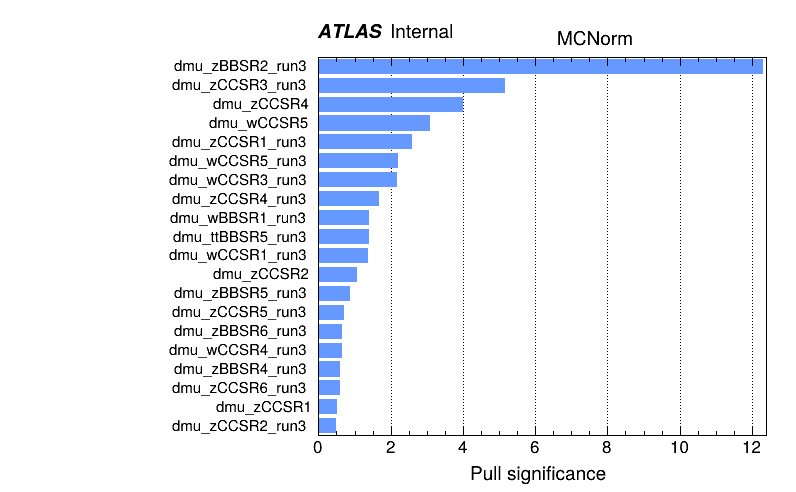 ATLAS Internal
MCNorm
dmu_zBBSR2_run3
dmu_zCCSR3_run3
dmu_zCCSR4
dmu_wCCSR5
dmu_zCCSR1_run3
dmu_wCCSR5_run3
dmu_wCCSR3_run3
dmu_zCCSR4_run3
dmu_wBBSR1_run3
dmu_ttBBSR5_run3
dmu_wCCSR1_run3
dmu_zCCSR2
dmu_zBBSR5_run3
dmu_zCCSR5_run3
dmu_zBBSR6_run3
dmu_wCCSR4_run3
dmu_zBBSR4_run3
dmu_zCCSR6_run3
dmu_zCCSR1
dmu_zCCSR2_run3
0 2 4 6 8 10 12
Pull significance